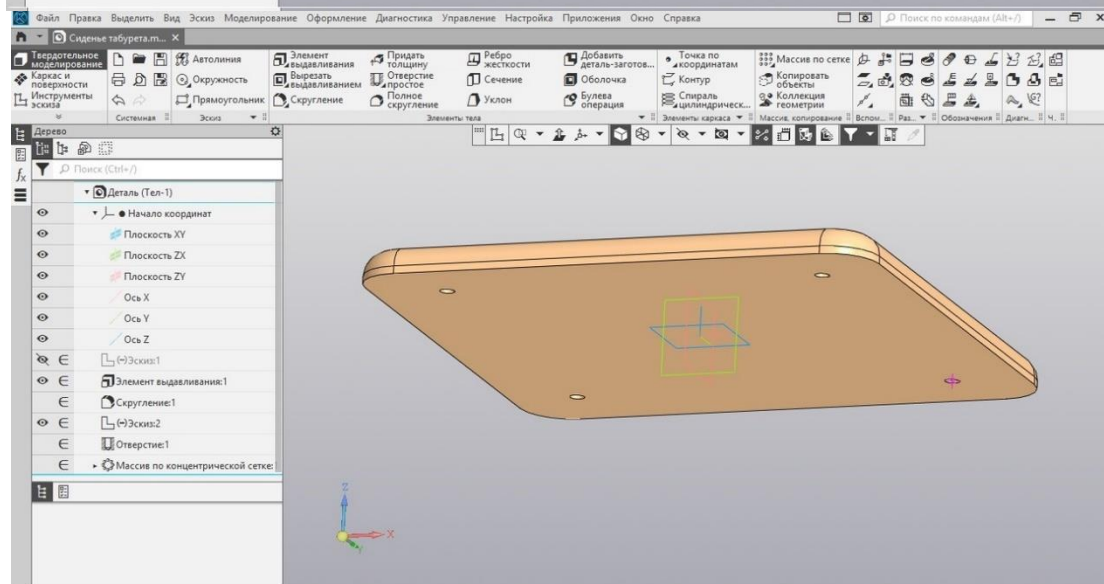 Файл Правка Выделить Вид Эскиз Моделирование Оформление Диагностика Управление Настройка Приложения Окно Справка Поиск по командам (Alt+/)
Сиденье табурета.m...
Твердотельное моделирование
Каркас и поверхности
Инструменты эскиза
Системная
Автолиния
Окружность
Прямоугольник
Эскиз
Элемент выдавливания
Вырезать выдавливанием
Скругление
Придать толщину
Отверстие простое
Полное скругление
Ребро жесткости
Сечение
Уклон
Добавить деталь-заготов...
Оболочка
Булева операция
Элементы тела
Точка по координатам
Контур
Спираль цилиндрическ...
Элементы каркаса
Массив по сетке
Копировать объекты
Коллекция геометрии
Массив, копирование
Вспом...
Раз...
Обозначения
Диагн...
Ч...
Дерево
Поиск (Ctrl+/)
Деталь (Тел-1)
Начало координат
Плоскость XY
Плоскость ZX
Плоскость ZY
Ось X
Ось Y
Ось Z
(-)Эскиз:1
Элемент выдавливания:1
Скругление:1
(-)Эскиз:2
Отверстие:1
Массив по концентрической сетке:
Z
X
Y